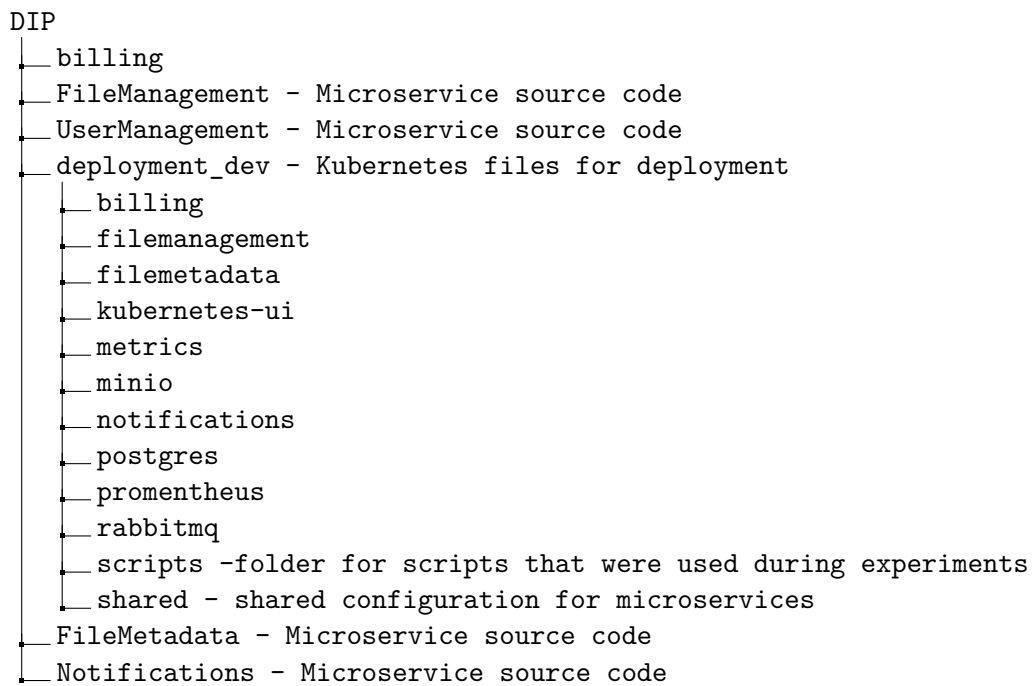 DIP
billing
FileManagement - Microservice source code
UserManagement - Microservice source code
deployment_dev - Kubernetes files for deployment
billing
filemanagement
filemetadata
kubernetes-ui
metrics
minio
notifications
postgres
promentheus
rabbitmq
scripts -folder for scripts that were used during experiments
shared - shared configuration for microservices
FileMetadata - Microservice source code
Notifications - Microservice source code